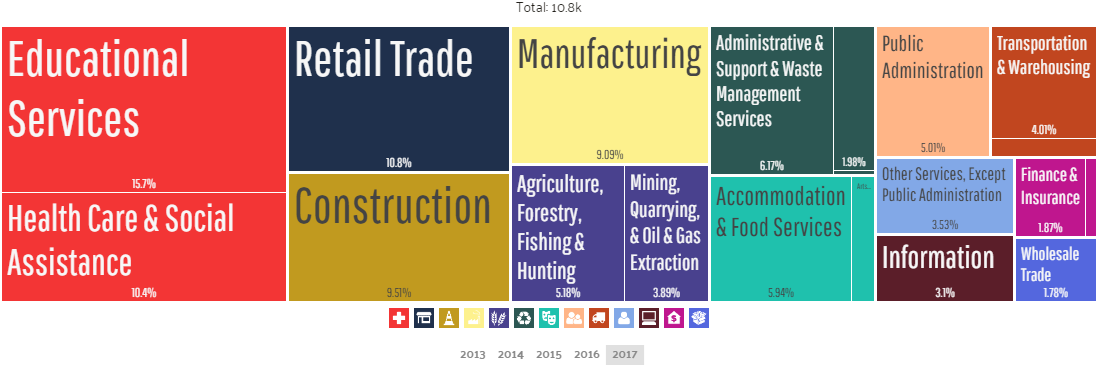 Total: 10.8k
Educational
Services
15.7%
Health Care & Social
Assistance
10.4%
Retail Trade
10.8%
Construction
9.51%
Manufacturing
9.09%
Agriculture,
Forestry,
Fishing &
Hunting
5.18%
Mining,
Quarrying,
& Oil & Gas
Extraction
3.89%
Administrative &
Support & Waste
Management
Services
6.17%
1.98%
Accommodation
& Food Services
5.94%
Arts...
Public
Administration
5.01%
Transportation
& Warehousing
4.01%
Other Services, Except
Public Administration
3.53%
Finance &
Insurance
1.87%
Information
3.1%
Wholesale
Trade
1.78%
2013 2014 2015 2016 2017